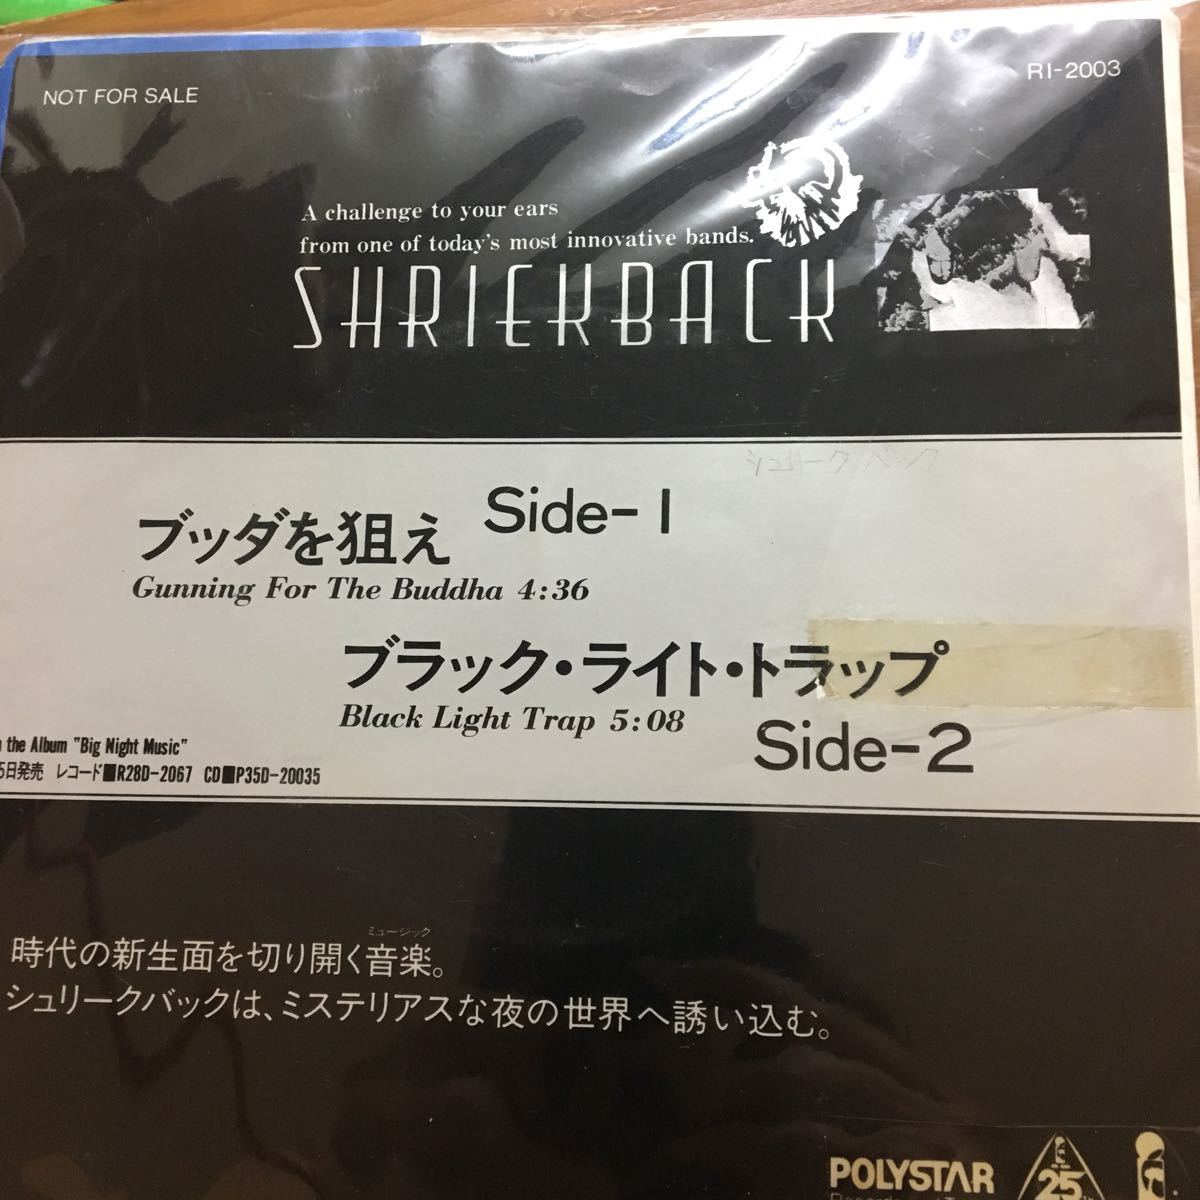 NOT FOR SALE
RI-2003
A challenge to your ears
from one of today's most innovative bands.
SHRIEKBACK
シュリークバック
Side-1
ブッダを狙え
Gunning For The Buddha 4:36
ブラック・ライト・トラップ
Black Light Trap 5:08
Side-2
the Album "Big Night Music"
5日発売 レコード■R28D-2067 CD■P35D-20035
ミュージック
時代の新生面を切り開く音楽。
シュリークバックは、ミステリアスな夜の世界へ誘い込む。
POLYSTAR
25